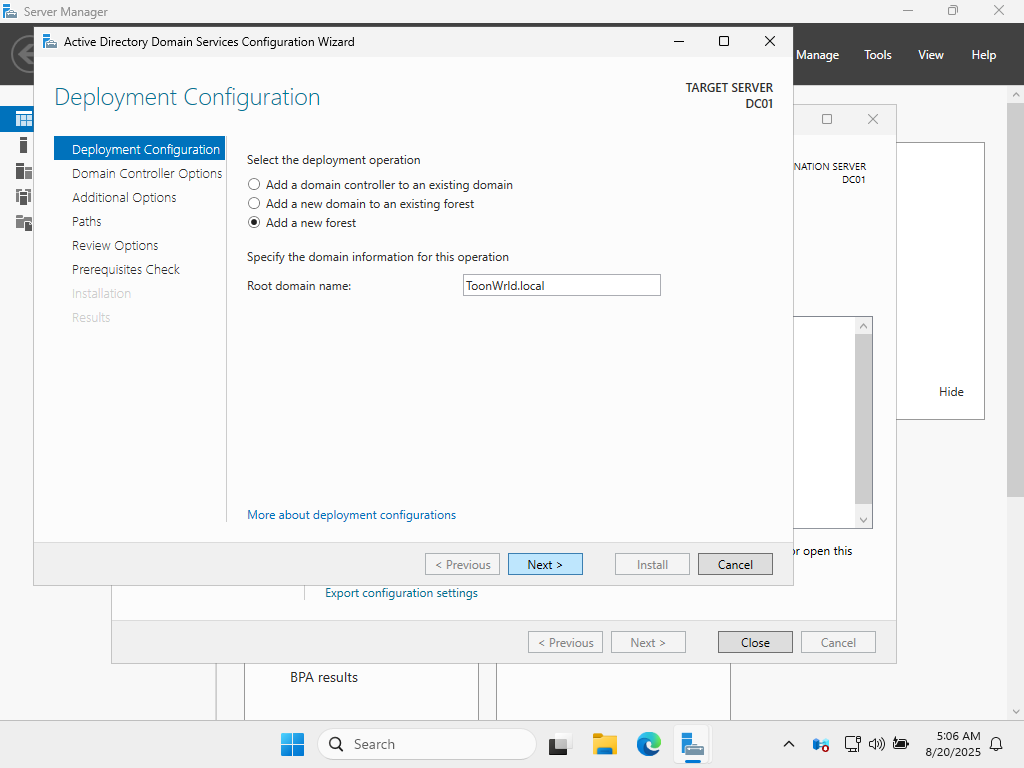 Server Manager
Active Directory Domain Services Configuration Wizard
Manage
Tools
View
Help
Deployment Configuration
TARGET SERVER
DC01
Deployment Configuration
Domain Controller Options
Additional Options
Paths
Review Options
Prerequisites Check
Installation
Results
Select the deployment operation
Add a domain controller to an existing domain
Add a new domain to an existing forest
Add a new forest
Specify the domain information for this operation
Root domain name:
ToonWrld.local
More about deployment configurations
< Previous
Next >
Install
Cancel
NATION SERVER
DC01
Hide
or open this
Export configuration settings
< Previous
Next >
Close
Cancel
BPA results
Search
5:06 AM
8/20/2025